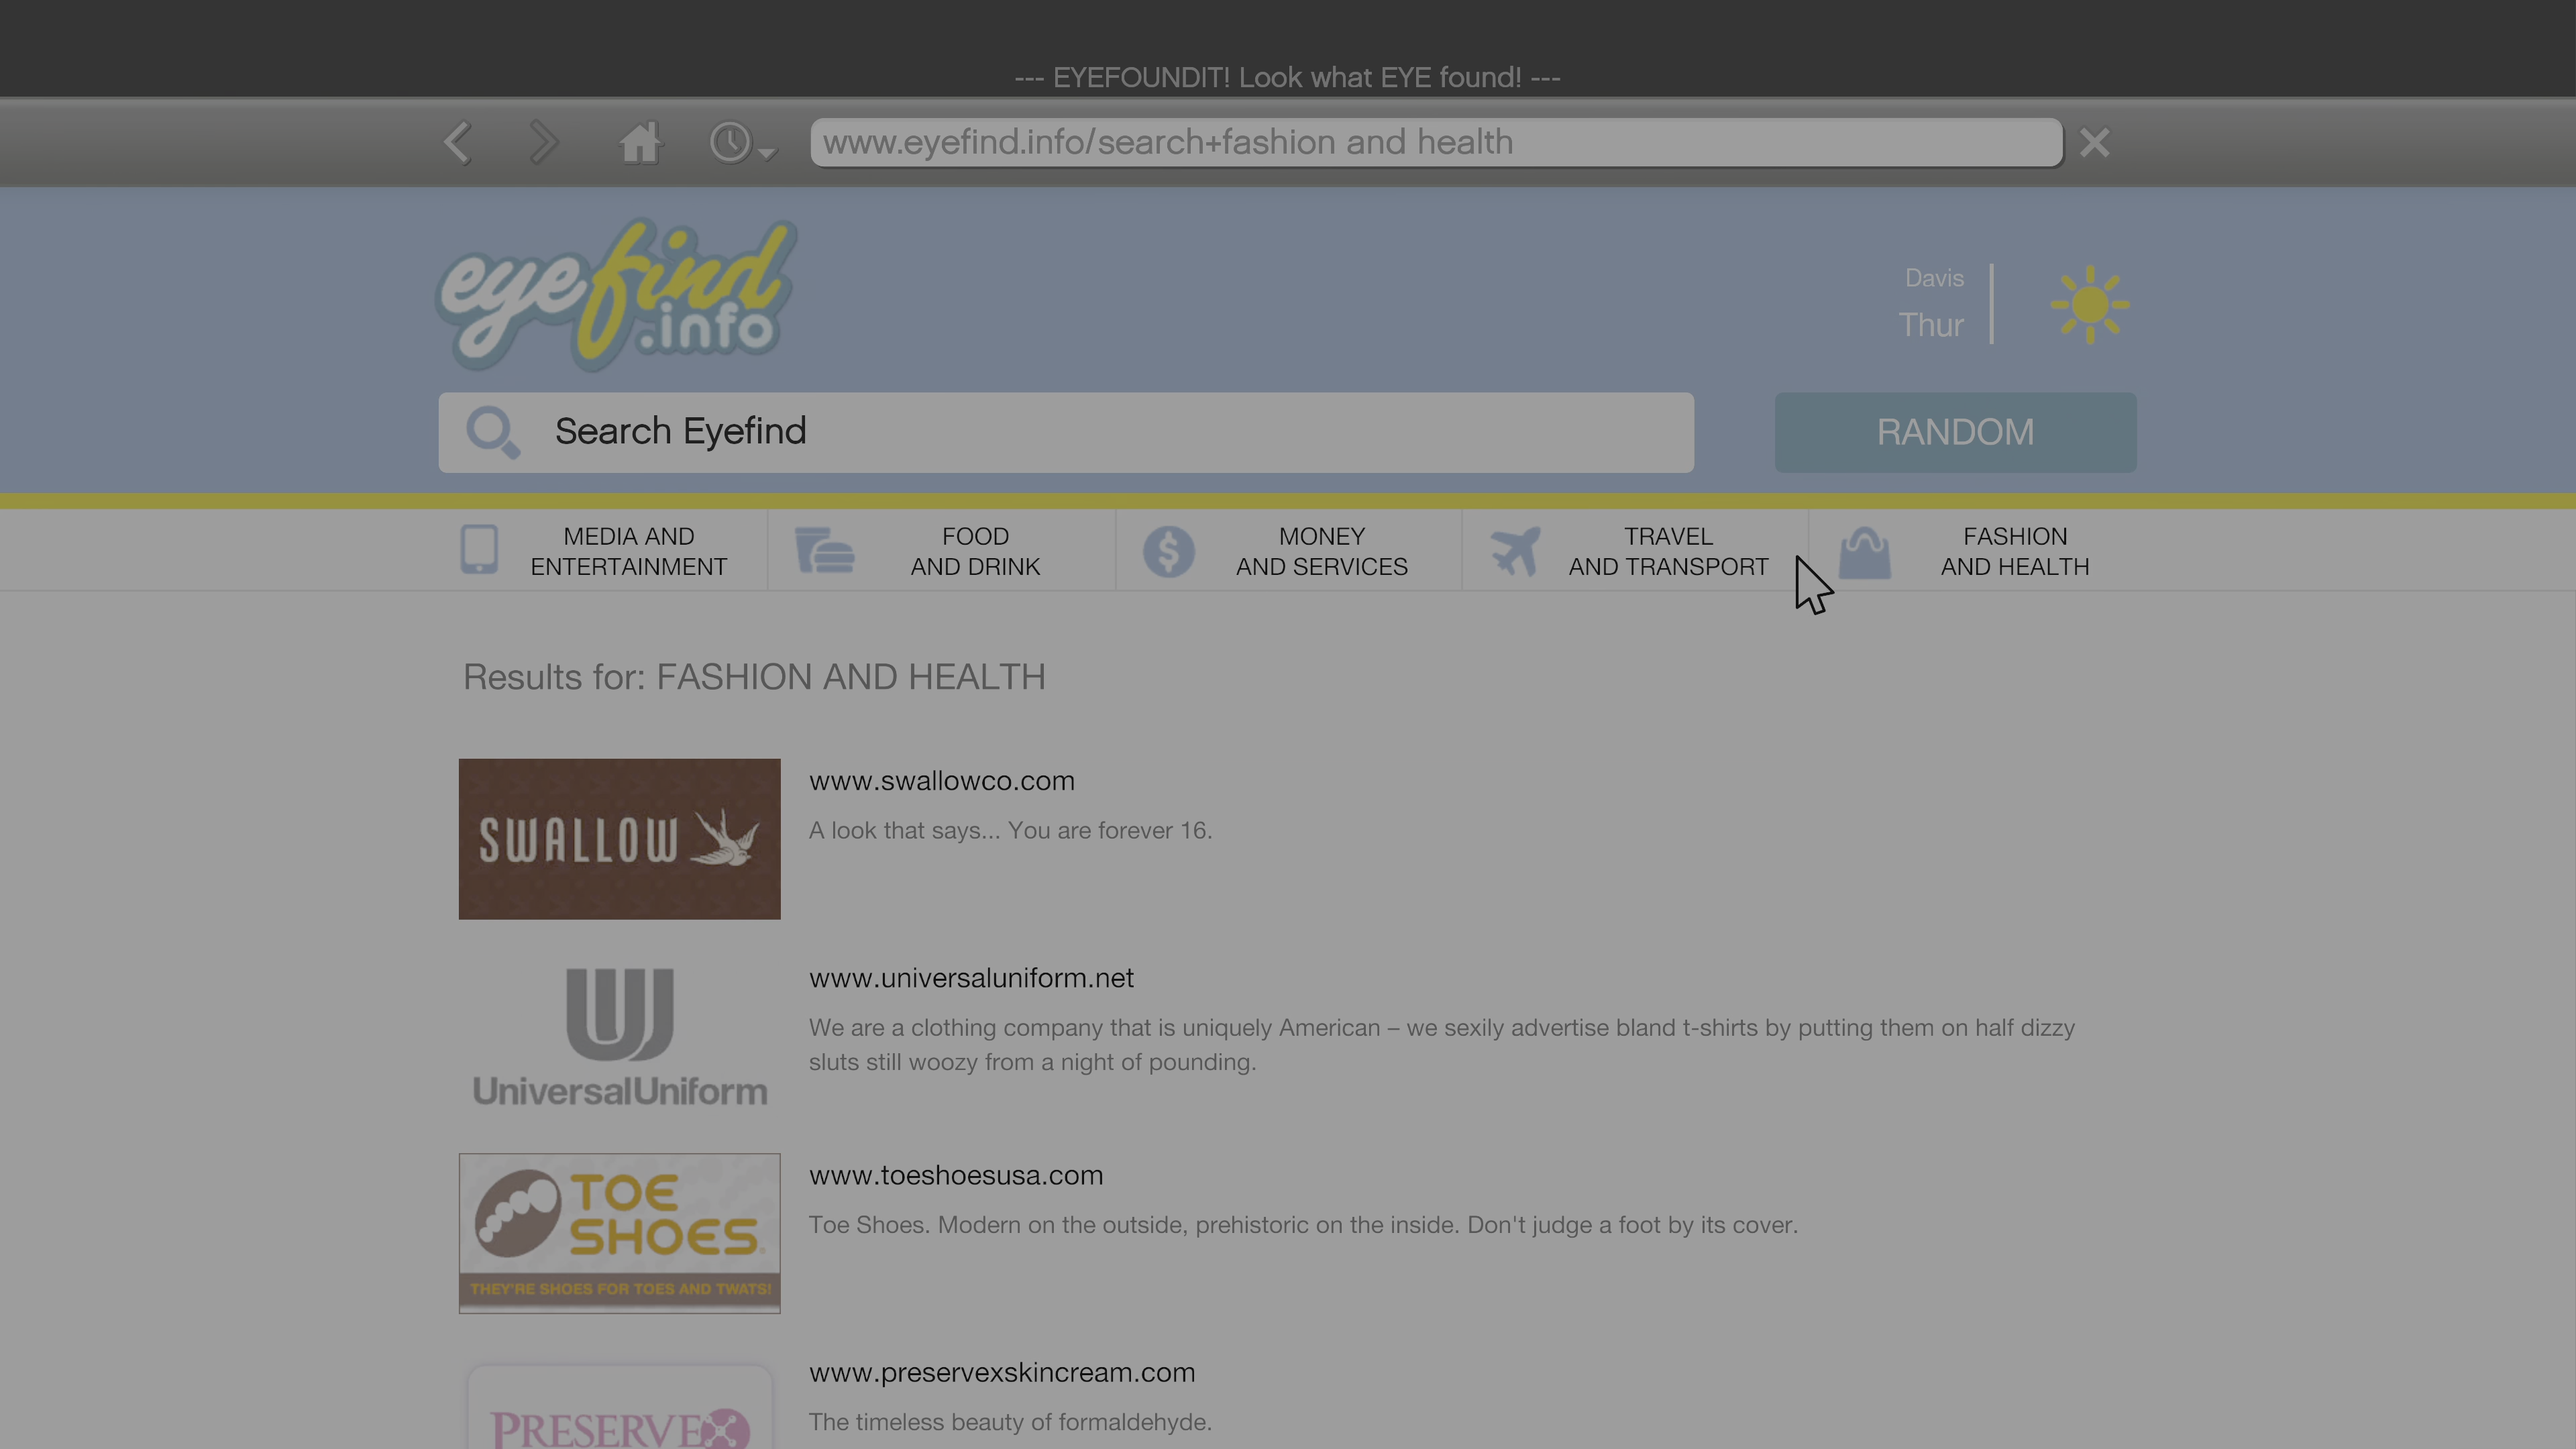 --- EYEFOUNDIT! Look what EYE found! ---
www.eyefind.info/search+fashion and health
eyefind
.info
Davis
Thur
Search Eyefind
RANDOM
MEDIA AND
ENTERTAINMENT
FOOD
AND DRINK
MONEY
AND SERVICES
TRAVEL
AND TRANSPORT
FASHION
AND HEALTH
Results for: FASHION AND HEALTH
SWALLOW
www.swallowco.com
A look that says... You are forever 16.
UniversalUniform
www.universaluniform.net
We are a clothing company that is uniquely American – we sexily advertise bland t-shirts by putting them on half dizzy
sluts still woozy from a night of pounding.
TOE
SHOES
THEY'RE SHOES FOR TOES AND TWATS!
www.toeshoesusa.com
Toe Shoes. Modern on the outside, prehistoric on the inside. Don't judge a foot by its cover.
PRESERVEX
www.preservexskincream.com
The timeless beauty of formaldehyde.